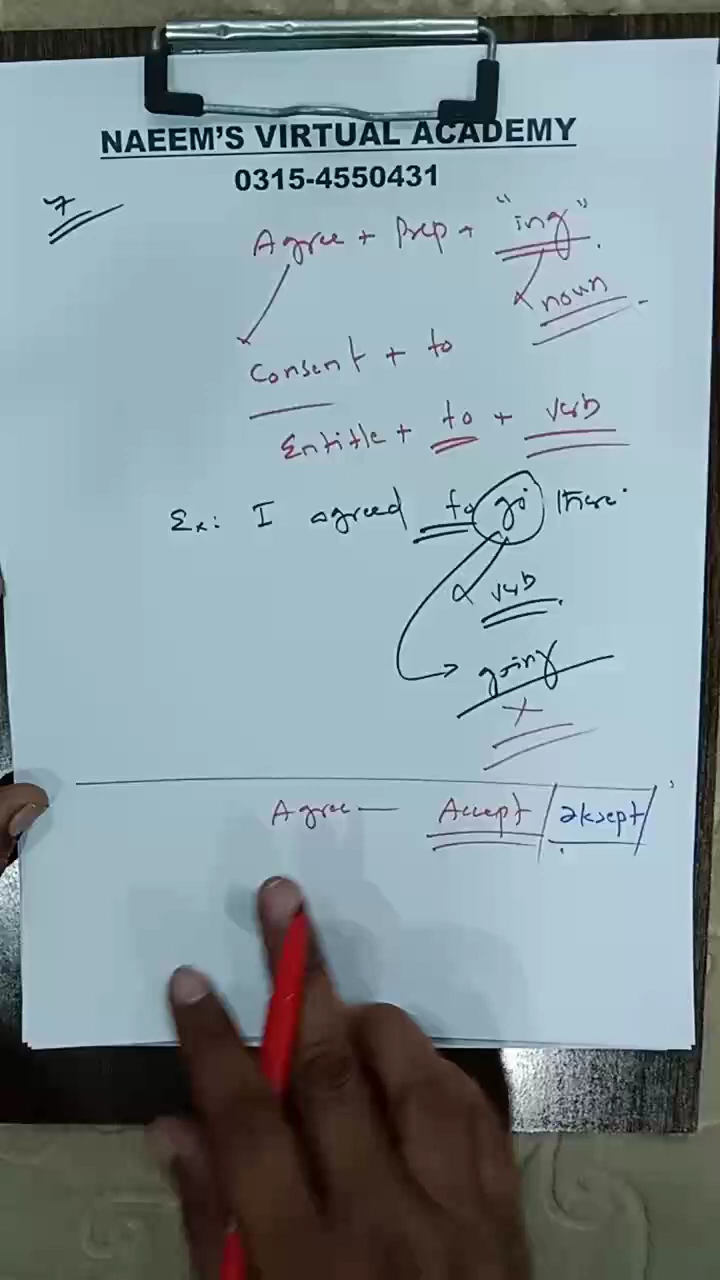 NAEEM'S VIRTUAL ACADEMY
0315-4550431
7
Agree + Prep + "ing".
noun
Consent + to
Entitle + to + verb
Ex: I agreed to go there.
verb
going
Agree — Accept / əksept /